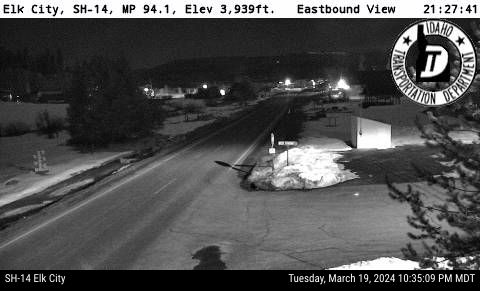 Elk City, SH-14, MP 94.1, Elev 3,939ft. Eastbound View 21:27:41
IDAHO
TRANSPORTATION DEPARTMENT
SH-14 Elk City Tuesday, March 19, 2024 10:35:09 PM MDT